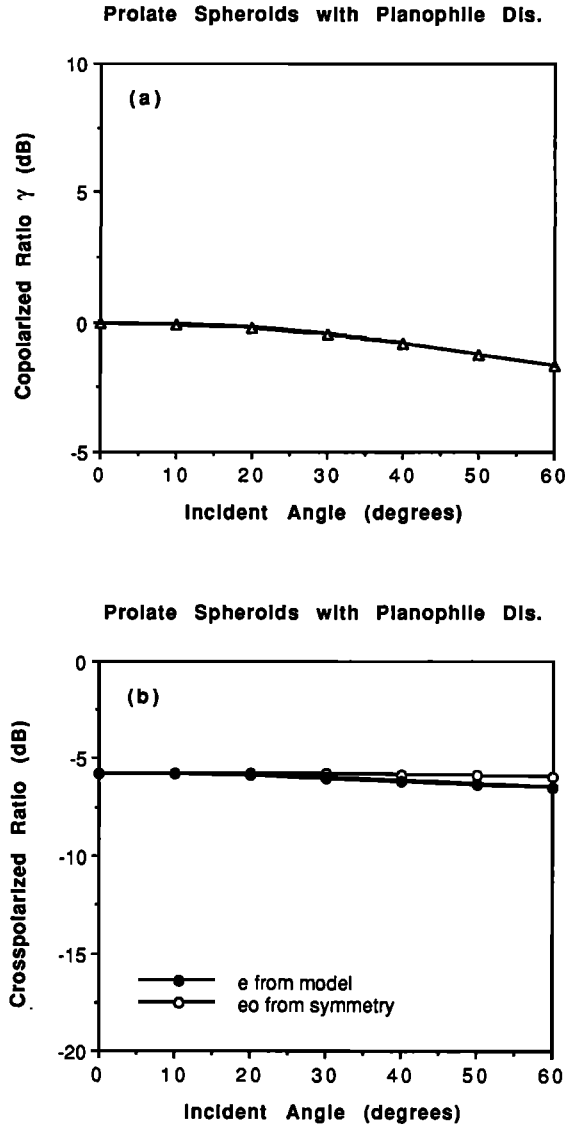 Prolate Spheroids with Planophile Dis.
(a)
Copolarized Ratio γ (dB)
10
5
0
-5
0 10 20 30 40 50 60
Incident Angle (degrees)
Prolate Spheroids with Planophile Dis.
(b)
Crosspolarized Ratio (dB)
0
-5
-10
-15
-20
e from model
eo from symmetry
0 10 20 30 40 50 60
Incident Angle (degrees)